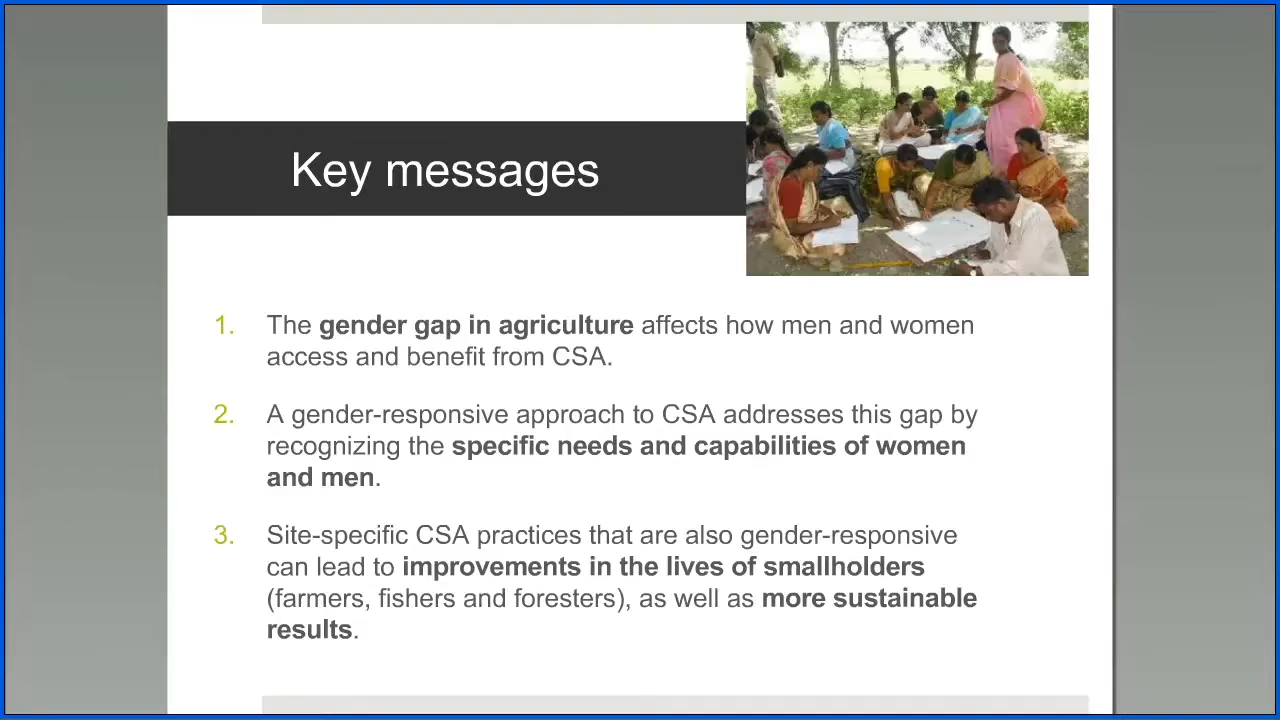 Key messages
1. The gender gap in agriculture affects how men and women
access and benefit from CSA.
2. A gender-responsive approach to CSA addresses this gap by
recognizing the specific needs and capabilities of women
and men.
3. Site-specific CSA practices that are also gender-responsive
can lead to improvements in the lives of smallholders
(farmers, fishers and foresters), as well as more sustainable
results.